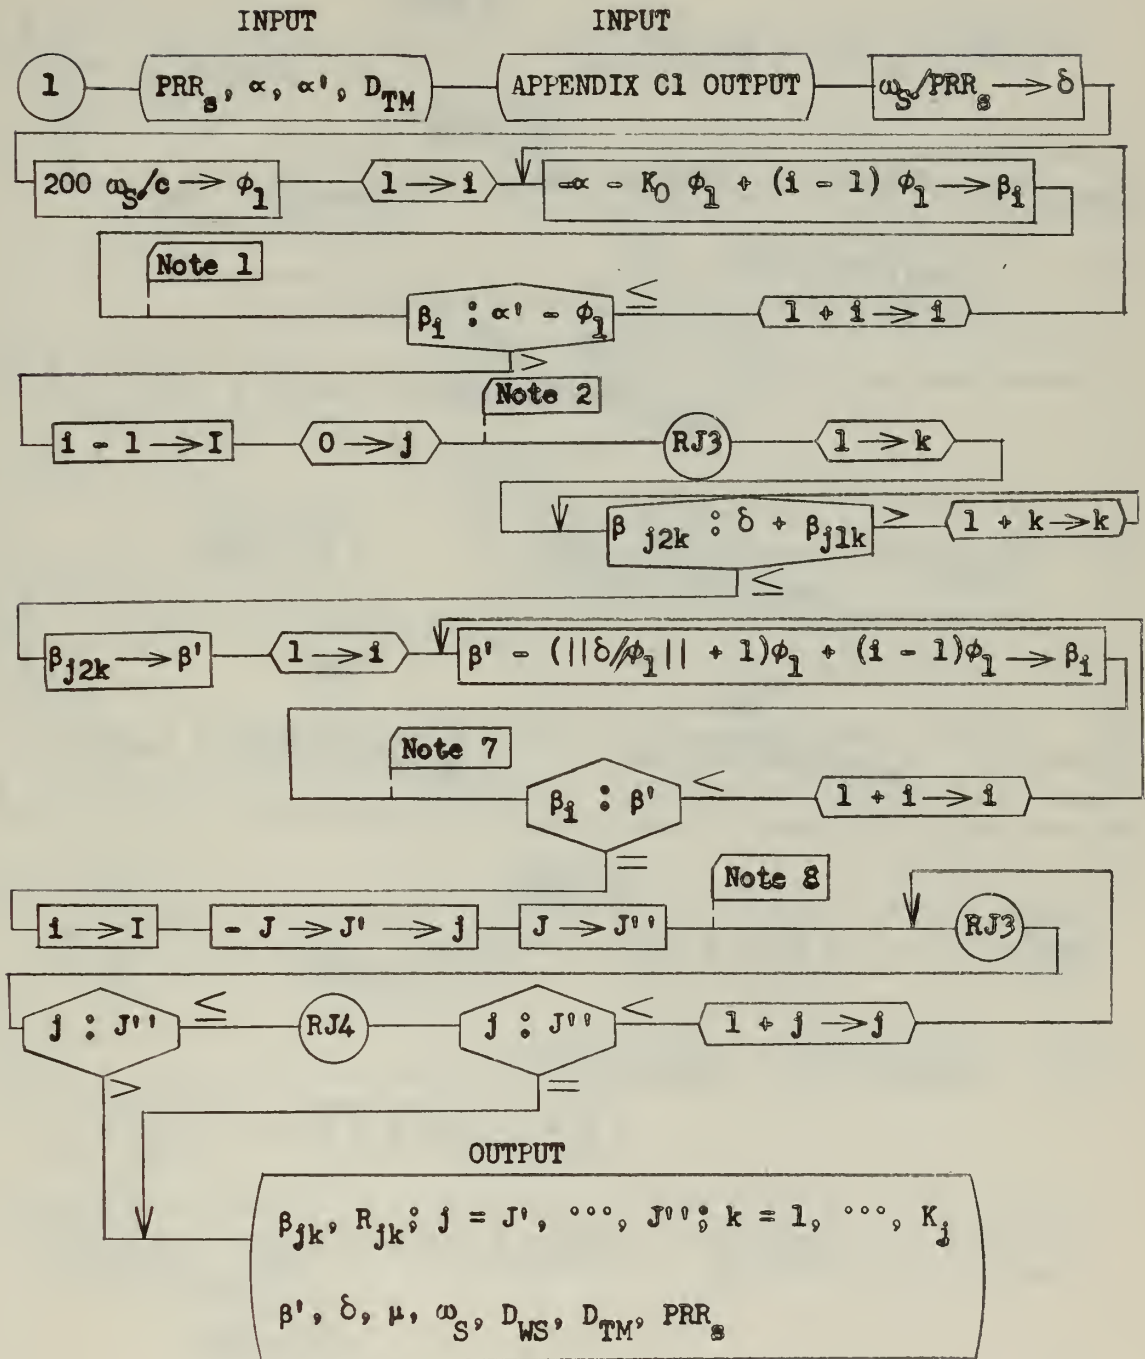 INPUT INPUT
1 PRR_s, α, α', D_TM APPENDIX C1 OUTPUT ω_S/PRR_s → δ
200 ω_S/c → φ_1 1 → i -α - K_0 φ_1 + (i - 1) φ_1 → β_i
Note 1
β_i : α' - φ_1 ≤ 1 + i → i
>
Note 2
i - 1 → I 0 → j RJ3 1 → k
β_j2k : δ + β_j1k > 1 + k → k
≤
β_j2k → β' 1 → i β' - (||δ/φ_1|| + 1)φ_1 + (i - 1)φ_1 → β_i
Note 7
β_i : β' < 1 + i → i
=
Note 8
i → I - J → J' → j J → J'' RJ3
j : J'' ≤ RJ4 j : J'' < 1 + j → j
> =
OUTPUT
β_jk, R_jk; j = J', °°°, J''; k = 1, °°°, K_j
β', δ, μ, ω_S, D_WS, D_TM, PRR_s